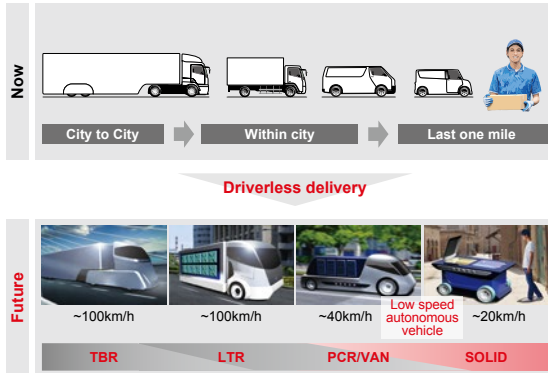 Now
City to City
Within city
Last one mile
Driverless delivery
Future
~100km/h
~100km/h
~40km/h
Low speed
autonomous
vehicle
~20km/h
TBR
LTR
PCR/VAN
SOLID